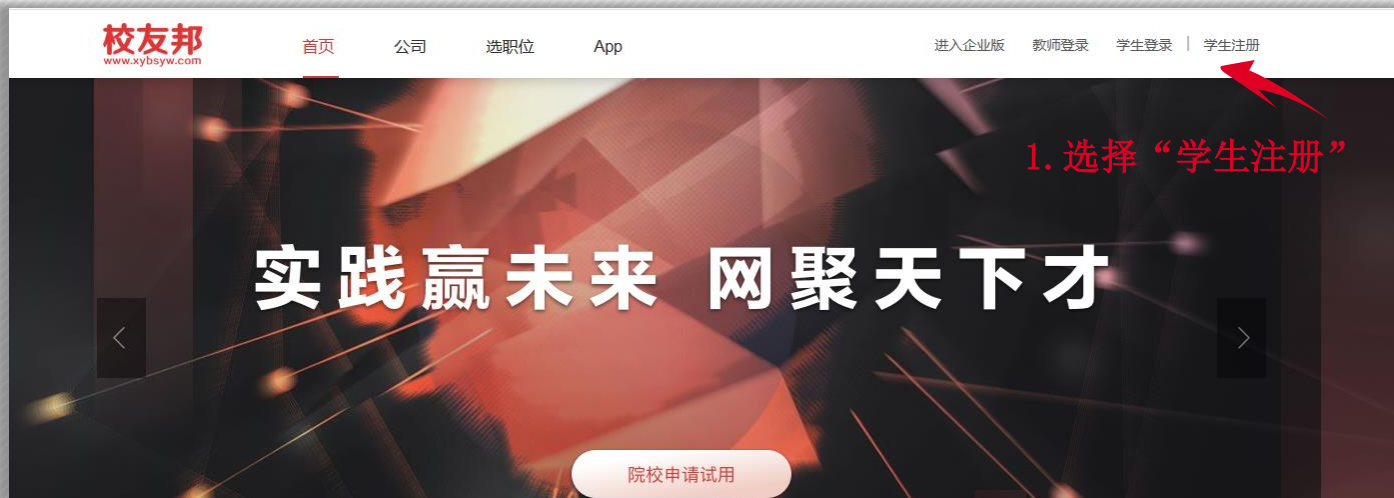 校友邦
www.xybsyw.com
首页 公司 选职位 App 进入企业版 教师登录 学生登录 | 学生注册
1.选择“学生注册”
实践赢未来 网聚天下才
院校申请试用